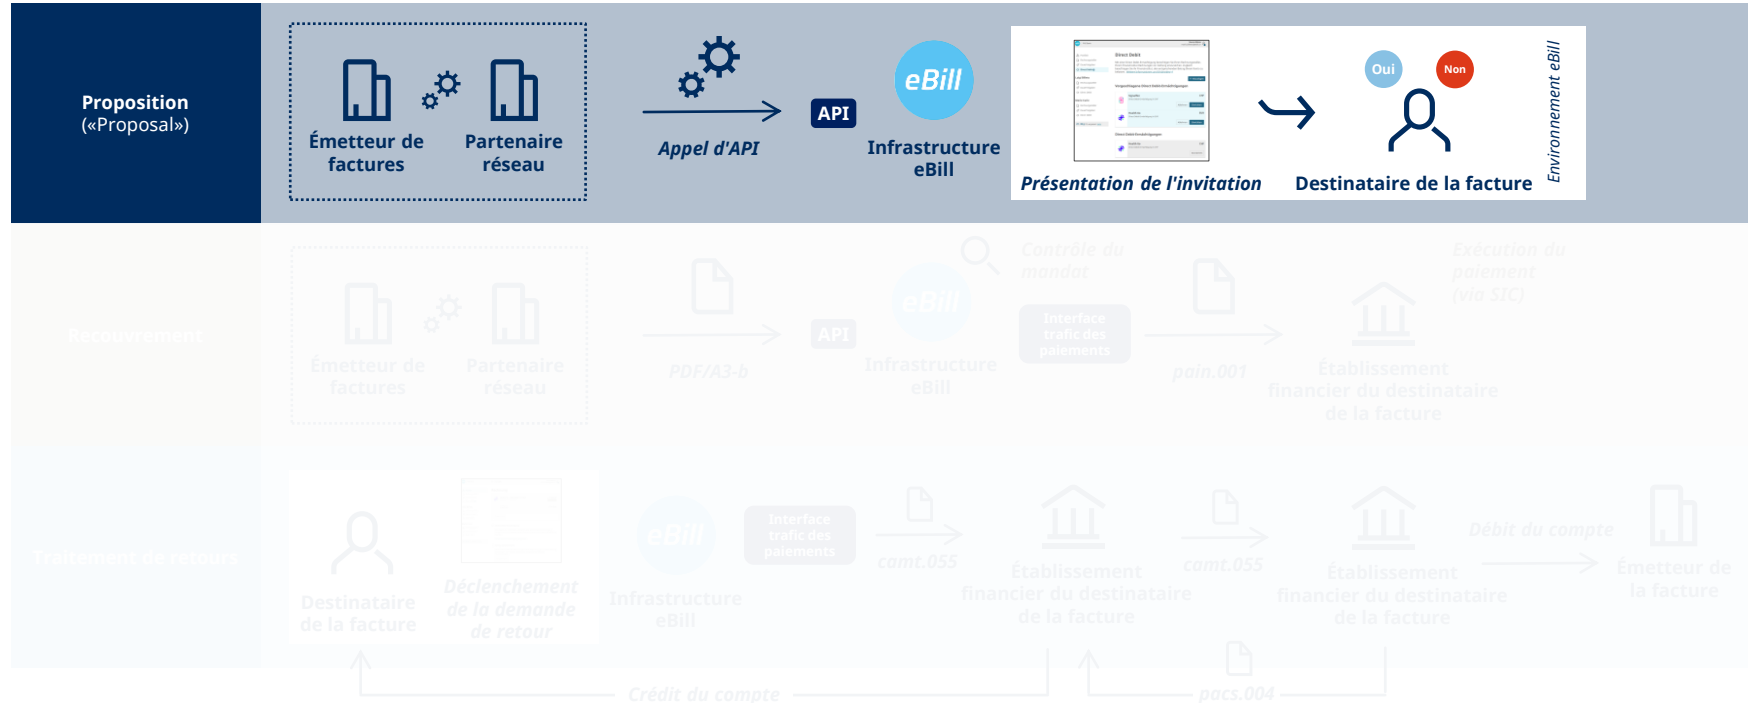 Proposition
(«Proposal»)
Émetteur de
factures
Partenaire
réseau
Appel d'API
API
eBill
Infrastructure
eBill
Direct Debit
Présentation de l'invitation
Oui
Non
Destinataire de la facture
Environnement eBill
Recouvrement
Émetteur de
factures
Partenaire
réseau
PDF/A3-b
API
eBill
Infrastructure
eBill
Contrôle du
mandat
Interface
trafic des
paiements
pain.001
Exécution du
paiement
(via SIC)
Établissement
financier du destinataire
de la facture
Traitement de retours
Destinataire
de la facture
Déclenchement
de la demande
de retour
eBill
Infrastructure
eBill
Interface
trafic des
paiements
camt.055
Établissement
financier du destinataire
de la facture
camt.055
Établissement
financier du destinataire
de la facture
Débit du compte
Émetteur de
la facture
Crédit du compte
pacs.004